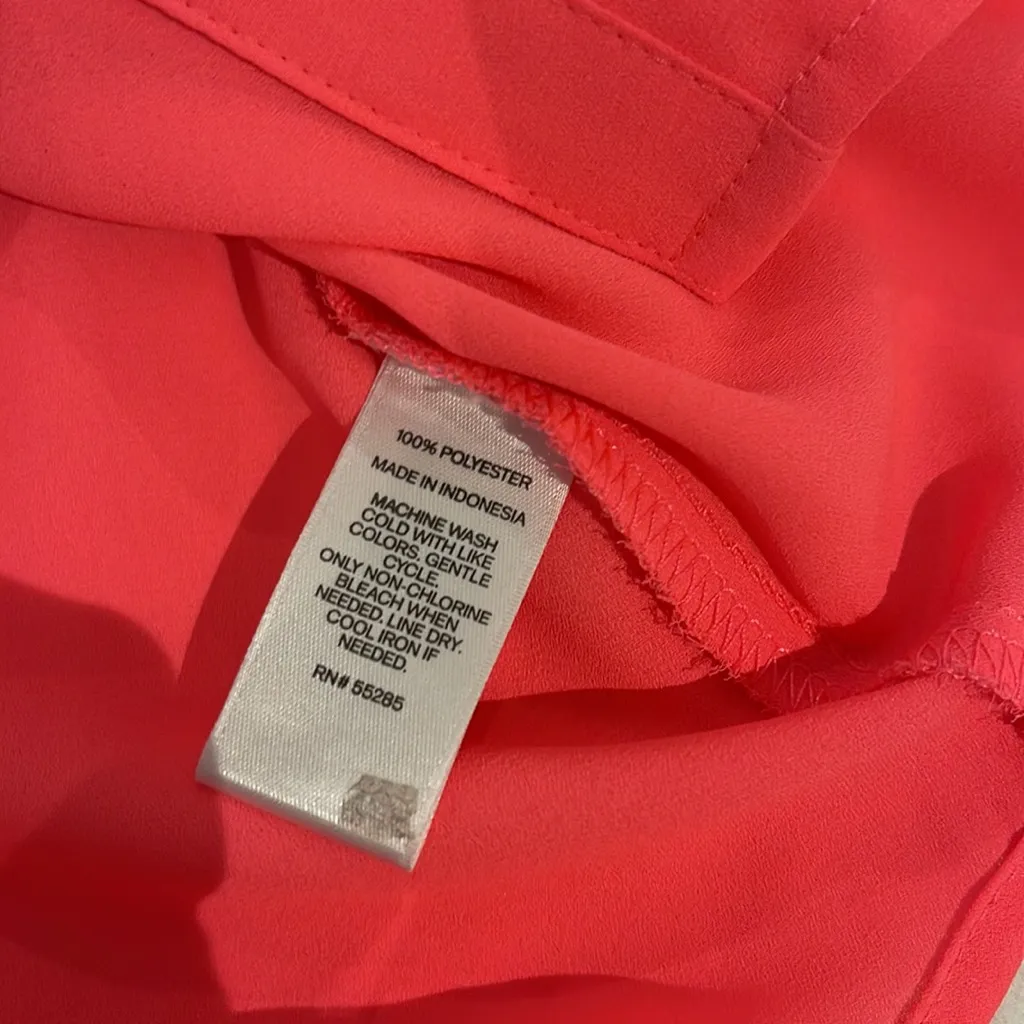 100% POLYESTER
MADE IN INDONESIA
MACHINE WASH
COLD WITH LIKE
COLORS. GENTLE
CYCLE.
ONLY NON-CHLORINE
BLEACH WHEN
NEEDED. LINE DRY.
COOL IRON IF
NEEDED.
RN# 55285